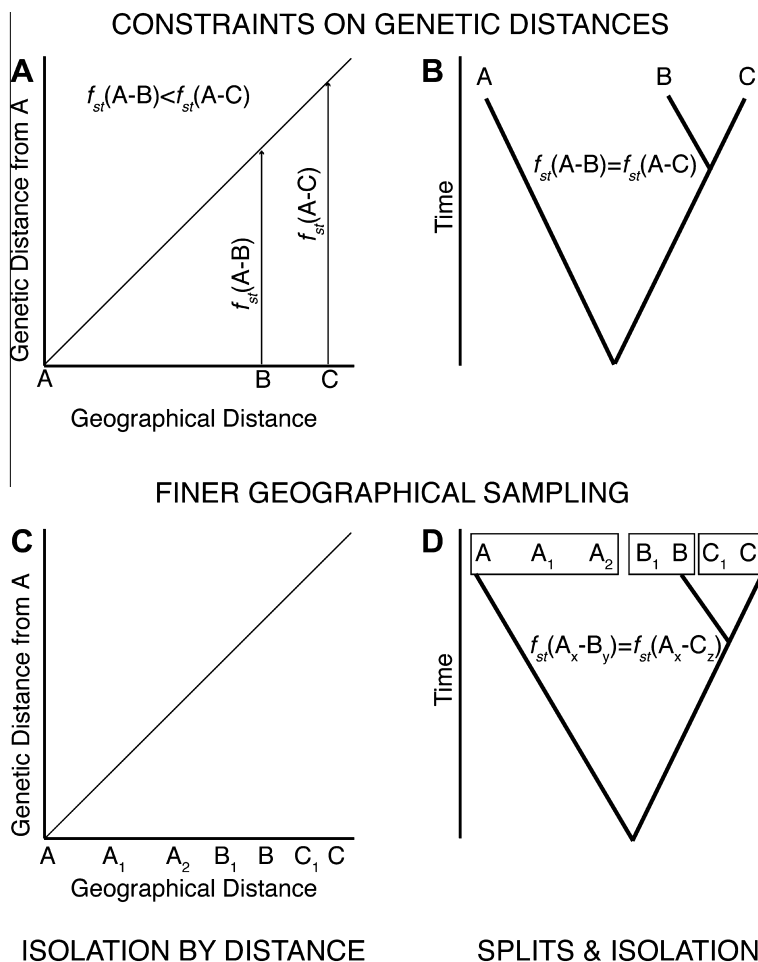 CONSTRAINTS ON GENETIC DISTANCES
A
Genetic Distance from A
fst(A-B)<fst(A-C)
fst(A-B)
fst(A-C)
A B C
Geographical Distance
B
Time
A B C
fst(A-B)=fst(A-C)
FINER GEOGRAPHICAL SAMPLING
C
Genetic Distance from A
A A1 A2 B1 B C1 C
Geographical Distance
D
Time
A A1 A2 B1 B C1 C
fst(Ax-By)=fst(Ax-Cz)
ISOLATION BY DISTANCE
SPLITS & ISOLATION